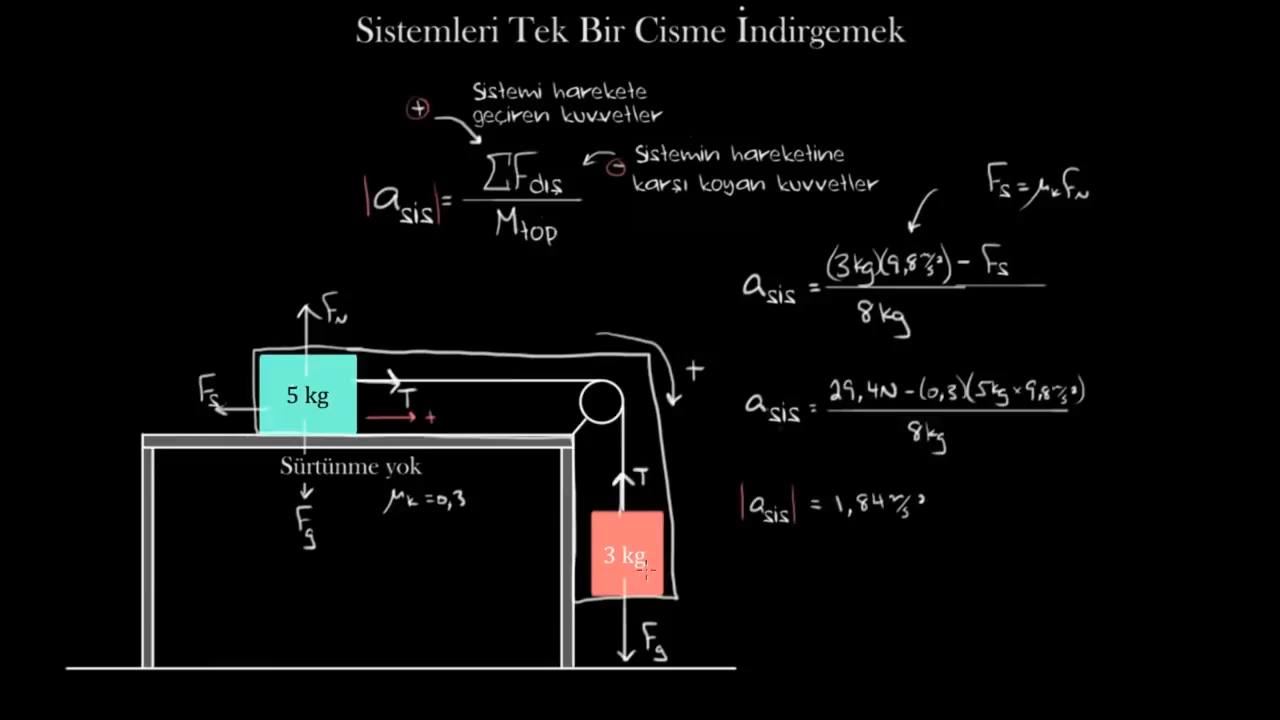 Sistemleri Tek Bir Cisme İndirgemek
+ Sistemi harekete
geçiren kuvvetler
|a_sis| = ΣF_dış / M_top
- Sistemin hareketine
karşı koyan kuvvetler
F_s = μ_k F_N
a_sis = (3kg)(9,8 m/s²) - F_s / 8kg
a_sis = 29,4N - (0,3)(5kg × 9,8 m/s²) / 8kg
|a_sis| = 1,84 m/s²
F_N
F_s
5 kg
T
+
+
Sürtünme yok
μ_k = 0,3
F_g
T
3 kg
F_g